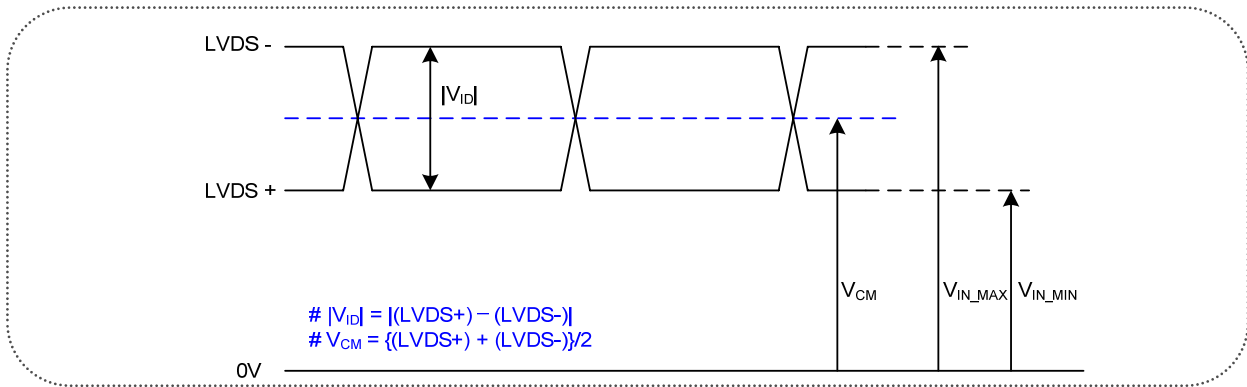 LVDS -
|VID|
LVDS +
VCM
VIN_MAX
VIN_MIN
# |VID| = |(LVDS+) – (LVDS-)|
# VCM = {(LVDS+) + (LVDS-)}/2
0V